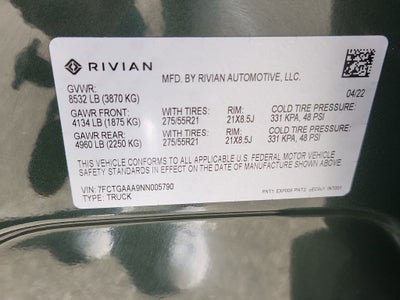 RIVIAN
MFD. BY RIVIAN AUTOMOTIVE, LLC.
GVWR:
8532 LB (3870 KG)
04/22
GAWR FRONT: WITH TIRES: RIM: COLD TIRE PRESSURE:
4134 LB (1875 KG) 275/55R21 21X8.5J 331 KPA, 48 PSI
GAWR REAR: WITH TIRES: RIM: COLD TIRE PRESSURE:
4960 LB (2250 KG) 275/55R21 21X8.5J 331 KPA, 48 PSI
THIS VEHICLE CONFORMS TO ALL APPLICABLE U.S. FEDERAL MOTOR VEHICLE
SAFETY STANDARDS IN EFFECT ON THE DATE OF MANUFACTURE SHOWN ABOVE.
VIN: 7FCTGAAA9NN005790
TYPE: TRUCK